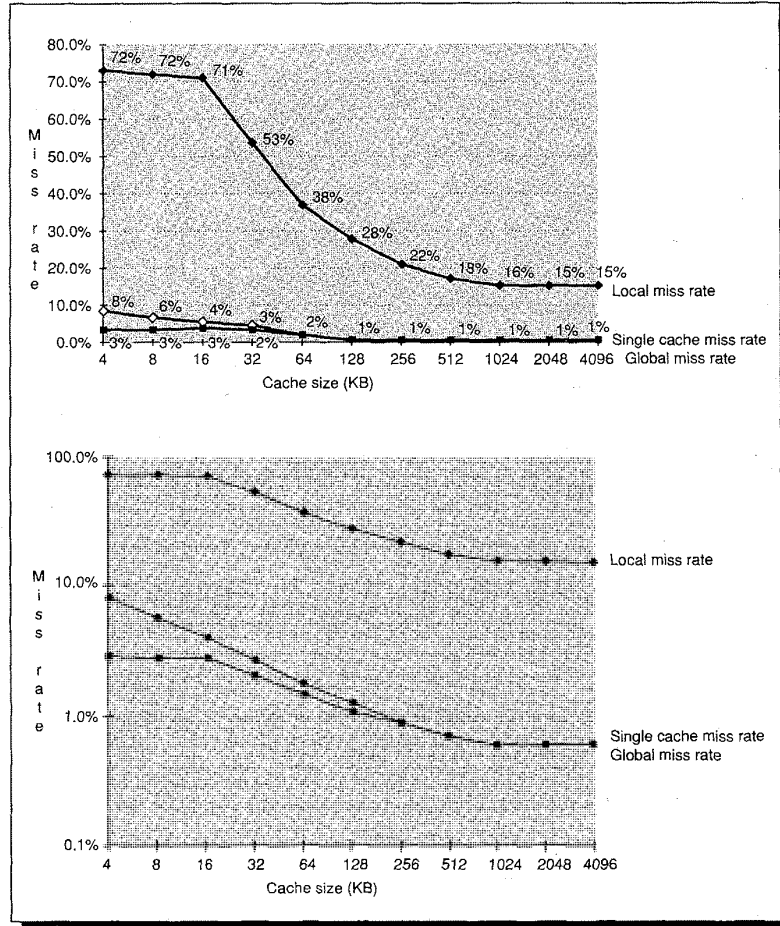 80.0%
72% 72%
70.0%
71%
60.0%
53%
50.0%
40.0%
38%
30.0%
28%
22%
20.0%
18% 16% 15% 15%
Local miss rate
10.0%
8% 6% 4% 3% 2% 1% 1% 1% 1% 1% 1%
Single cache miss rate
0.0%
3% 3% 3% 2%
Global miss rate
4 8 16 32 64 128 256 512 1024 2048 4096
Cache size (KB)
Miss rate
100.0%
Local miss rate
10.0%
Miss rate
1.0%
Single cache miss rate
Global miss rate
0.1%
4 8 16 32 64 128 256 512 1024 2048 4096
Cache size (KB)